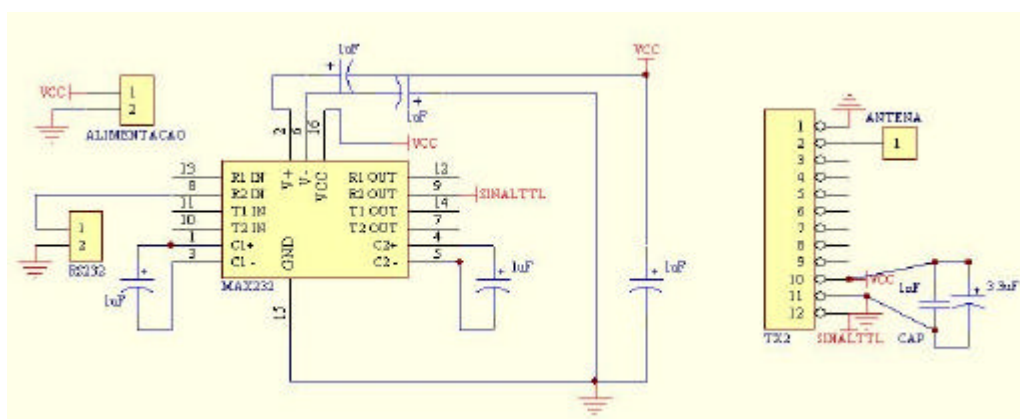 VCC
1
2
ALIMENTACAO
1uF
1uF
VCC
VCC
2
6
16
V+
V-
VCC
13 R1 IN
8 R2 IN
11 T1 IN
10 T2 IN
1 C1+
3 C1-
R1 OUT 12
R2 OUT 9
T1 OUT 14
T2 OUT 7
C2+ 4
C2- 5
GND
15
MAX232
SINALTTL
1
2
RS232
1uF
1uF
1uF
1
2
3
4
5
6
7
8
9
10
11
12
TX2
ANTENA
1
VCC
SINALTTL
1uF
3.3uF
CAP